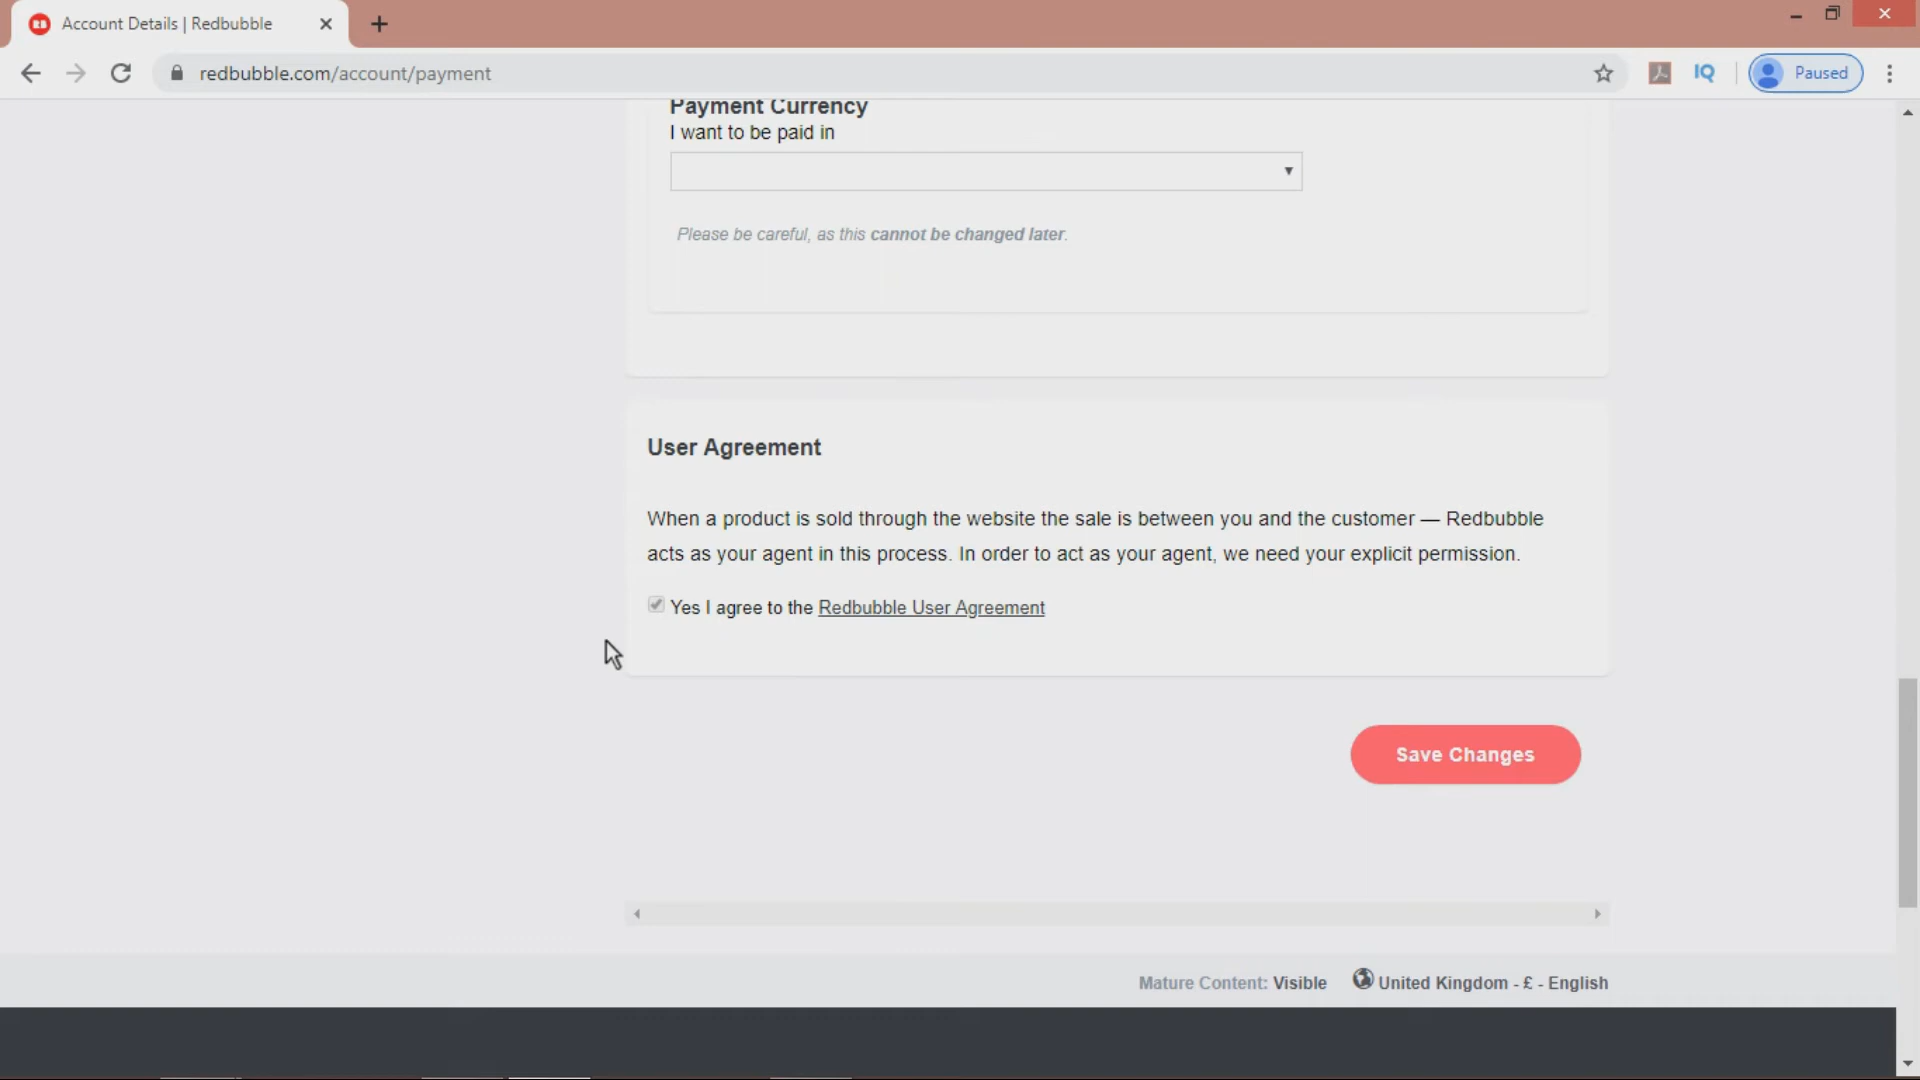 Account Details | Redbubble
redbubble.com/account/payment
IQ
Paused
Payment Currency
I want to be paid in
Please be careful, as this cannot be changed later.
User Agreement
When a product is sold through the website the sale is between you and the customer — Redbubble
acts as your agent in this process. In order to act as your agent, we need your explicit permission.
Yes I agree to the Redbubble User Agreement
Save Changes
Mature Content: Visible United Kingdom - £ - English